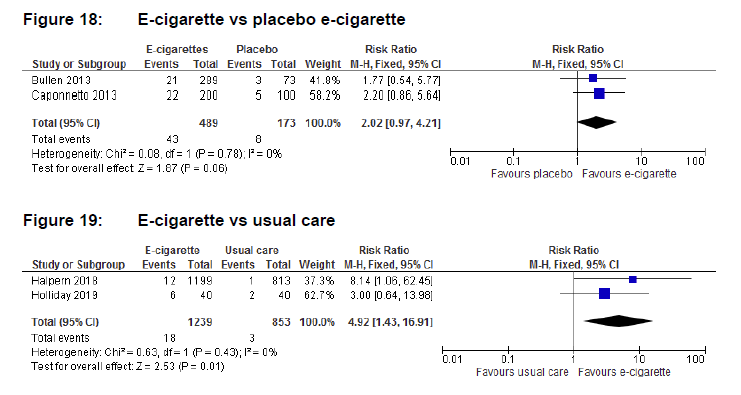 Figure 18: E-cigarette vs placebo e-cigarette
E-cigarettes Placebo Risk Ratio Risk Ratio
Study or Subgroup Events Total Events Total Weight M-H, Fixed, 95% CI M-H, Fixed, 95% CI
Bullen 2013 21 289 3 73 41.8% 1.77 [0.54, 5.77]
Caponnetto 2013 22 200 5 100 58.2% 2.20 [0.86, 5.64]
Total (95% CI) 489 173 100.0% 2.02 [0.97, 4.21]
Total events 43 8
Heterogeneity: Chi² = 0.08, df = 1 (P = 0.78); I² = 0%
Test for overall effect: Z = 1.87 (P = 0.06)
0.01 0.1 1 10 100
Favours placebo Favours e-cigarette
Figure 19: E-cigarette vs usual care
E-cigarette Usual care Risk Ratio Risk Ratio
Study or Subgroup Events Total Events Total Weight M-H, Fixed, 95% CI M-H, Fixed, 95% CI
Halpern 2018 12 1199 1 813 37.3% 8.14 [1.06, 62.45]
Holliday 2019 6 40 2 40 62.7% 3.00 [0.64, 13.98]
Total (95% CI) 1239 853 100.0% 4.92 [1.43, 16.91]
Total events 18 3
Heterogeneity: Chi² = 0.63, df = 1 (P = 0.43); I² = 0%
Test for overall effect: Z = 2.53 (P = 0.01)
0.01 0.1 1 10 100
Favours usual care Favours e-cigarette